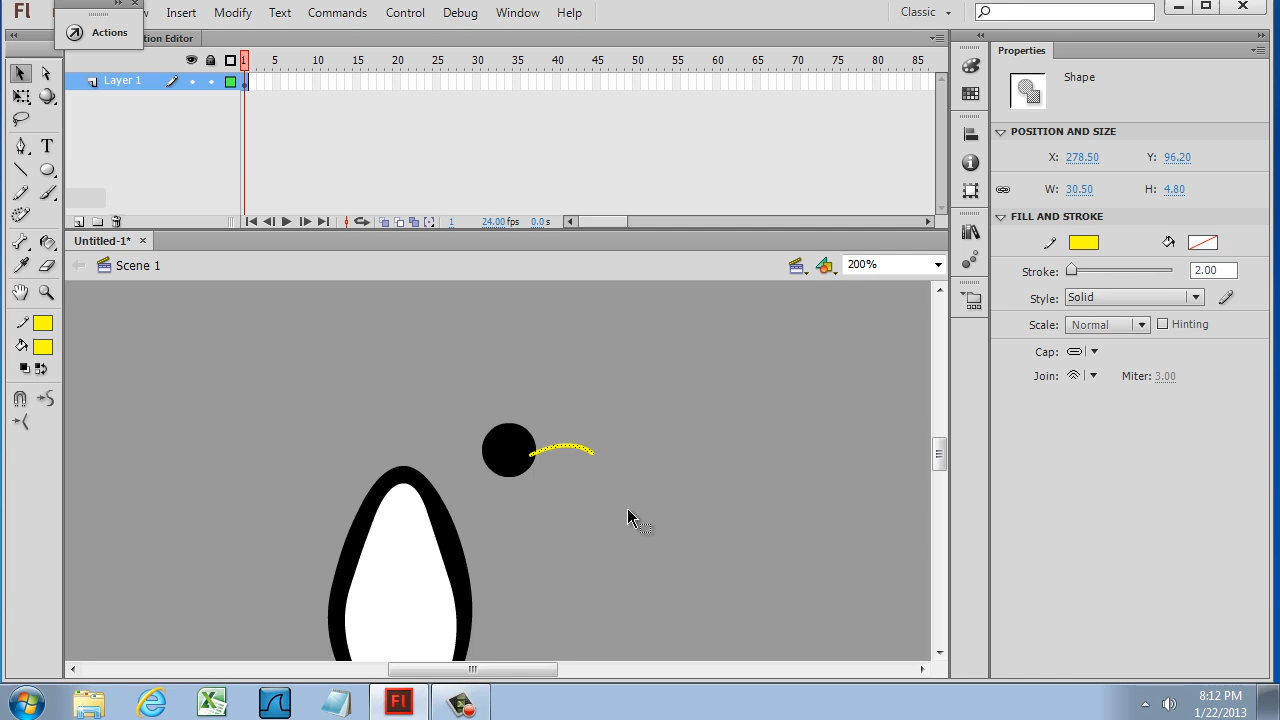 Fl
Insert Modify Text Commands Control Debug Window Help
Classic
Actions
tion Editor
1 5 10 15 20 25 30 35 40 45 50 55 60 65 70 75 80 85
Layer 1
1 24.00 fps 0.0 s
Untitled-1*
Scene 1
200%
Properties
Shape
POSITION AND SIZE
X: 278.50 Y: 96.20
W: 30.50 H: 4.80
FILL AND STROKE
Stroke: 2.00
Style: Solid
Scale: Normal Hinting
Cap:
Join: Miter: 3.00
Fl
8:12 PM
1/22/2013